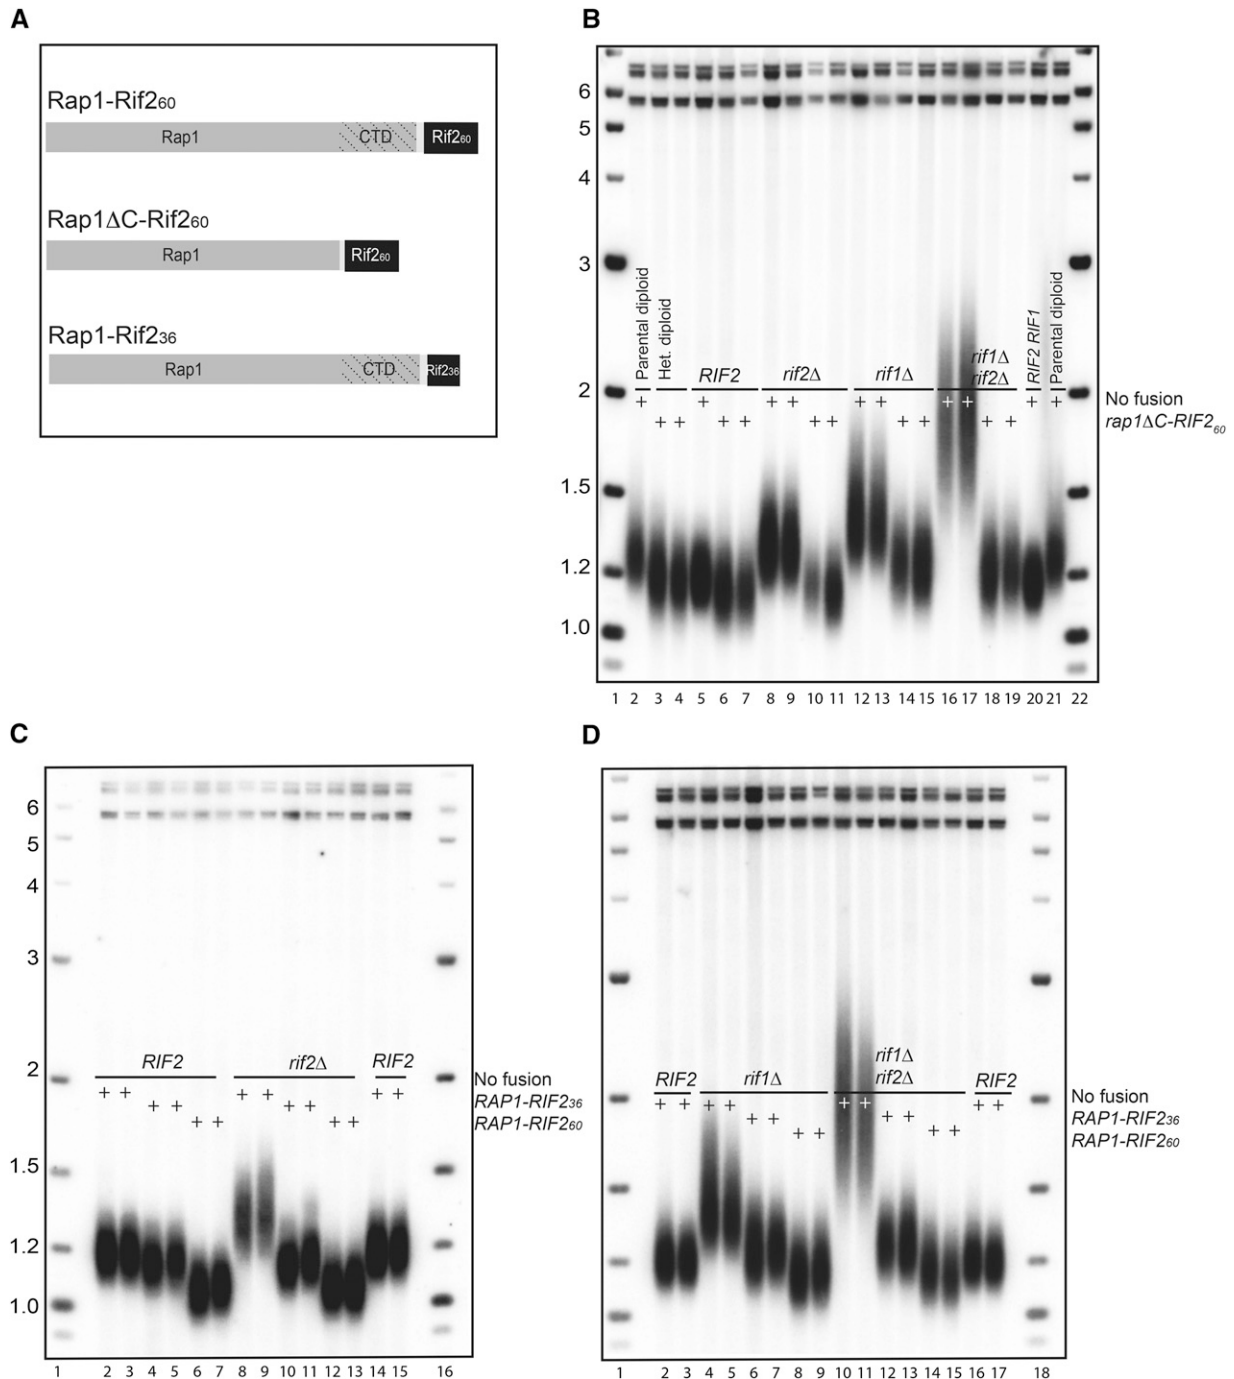 A
Rap1-Rif260
Rap1 CTD Rif260
Rap1ΔC-Rif260
Rap1 Rif260
Rap1-Rif236
Rap1 CTD Rif236
B
6
5
4
3
2
1.5
1.2
1.0
Parental diploid
Het. diploid
RIF2
rif2Δ
rif1Δ
rif1Δ
rif2Δ
RIF2 RIF1
Parental diploid
+ + + + + + + + + + No fusion
+ + + + + + + + + + rap1ΔC-RIF260
1 2 3 4 5 6 7 8 9 10 11 12 13 14 15 16 17 18 19 20 21 22
C
6
5
4
3
2
1.5
1.2
1.0
RIF2 rif2Δ RIF2
+ + + + + + No fusion
+ + + + RAP1-RIF236
+ + + + RAP1-RIF260
1 2 3 4 5 6 7 8 9 10 11 12 13 14 15 16
D
RIF2 rif1Δ rif1Δ
rif2Δ RIF2
+ + + + + + + + No fusion
+ + + + RAP1-RIF236
+ + + + RAP1-RIF260
1 2 3 4 5 6 7 8 9 10 11 12 13 14 15 16 17 18